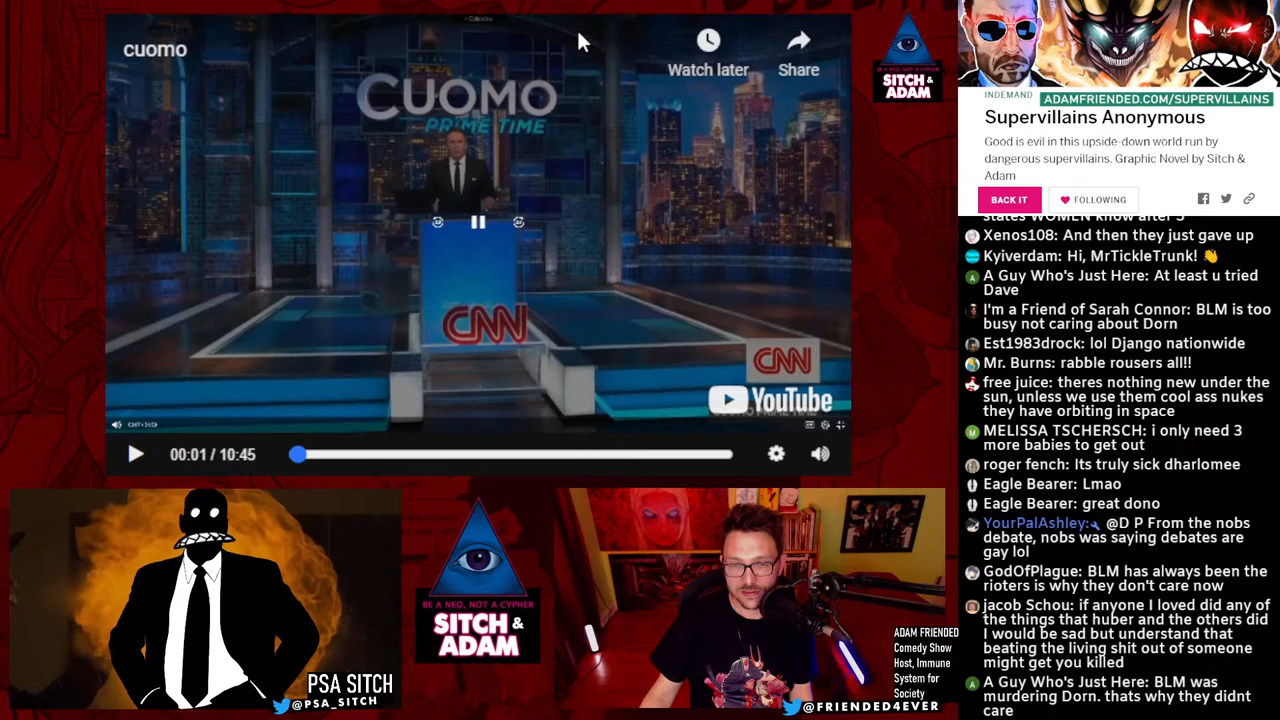 cuomo
Watch later
Share
CUOMO
PRIME TIME
CNN
CNN
YouTube
00:01 / 10:45
SITCH &
ADAM
INDEMAND
ADAMFRIENDED.COM/SUPERVILLAINS
Supervillains Anonymous
Good is evil in this upside-down world run by
dangerous supervillains. Graphic Novel by Sitch &
Adam
BACK IT
FOLLOWING
states WOMEN know after 5
Xenos108: And then they just gave up
Kyiverdam: Hi, MrTickleTrunk! 👋
A Guy Who's Just Here: At least u tried
Dave
I'm a Friend of Sarah Connor: BLM is too
busy not caring about Dorn
Est1983drock: lol Django nationwide
Mr. Burns: rabble rousers all!!
free juice: theres nothing new under the
sun, unless we use them cool ass nukes
they have orbiting in space
MELISSA TSCHERSCH: i only need 3
more babies to get out
roger fench: Its truly sick dharlomee
Eagle Bearer: Lmao
Eagle Bearer: great dono
YourPalAshley: @D P From the nobs
debate, nobs was saying debates are
gay lol
GodOfPlague: BLM has always been the
rioters is why they don't care now
jacob Schou: if anyone I loved did any of
the things that huber and the others did
I would be sad but understand that
beating the living shit out of someone
might get you killed
A Guy Who's Just Here: BLM was
murdering Dorn. thats why they didnt
care
PSA SITCH
@PSA_SITCH
BE A NEO, NOT A CYPHER
SITCH &
ADAM
ADAM FRIENDED
Comedy Show
Host, Immune
System for
Society
@FRIENDED4EVER